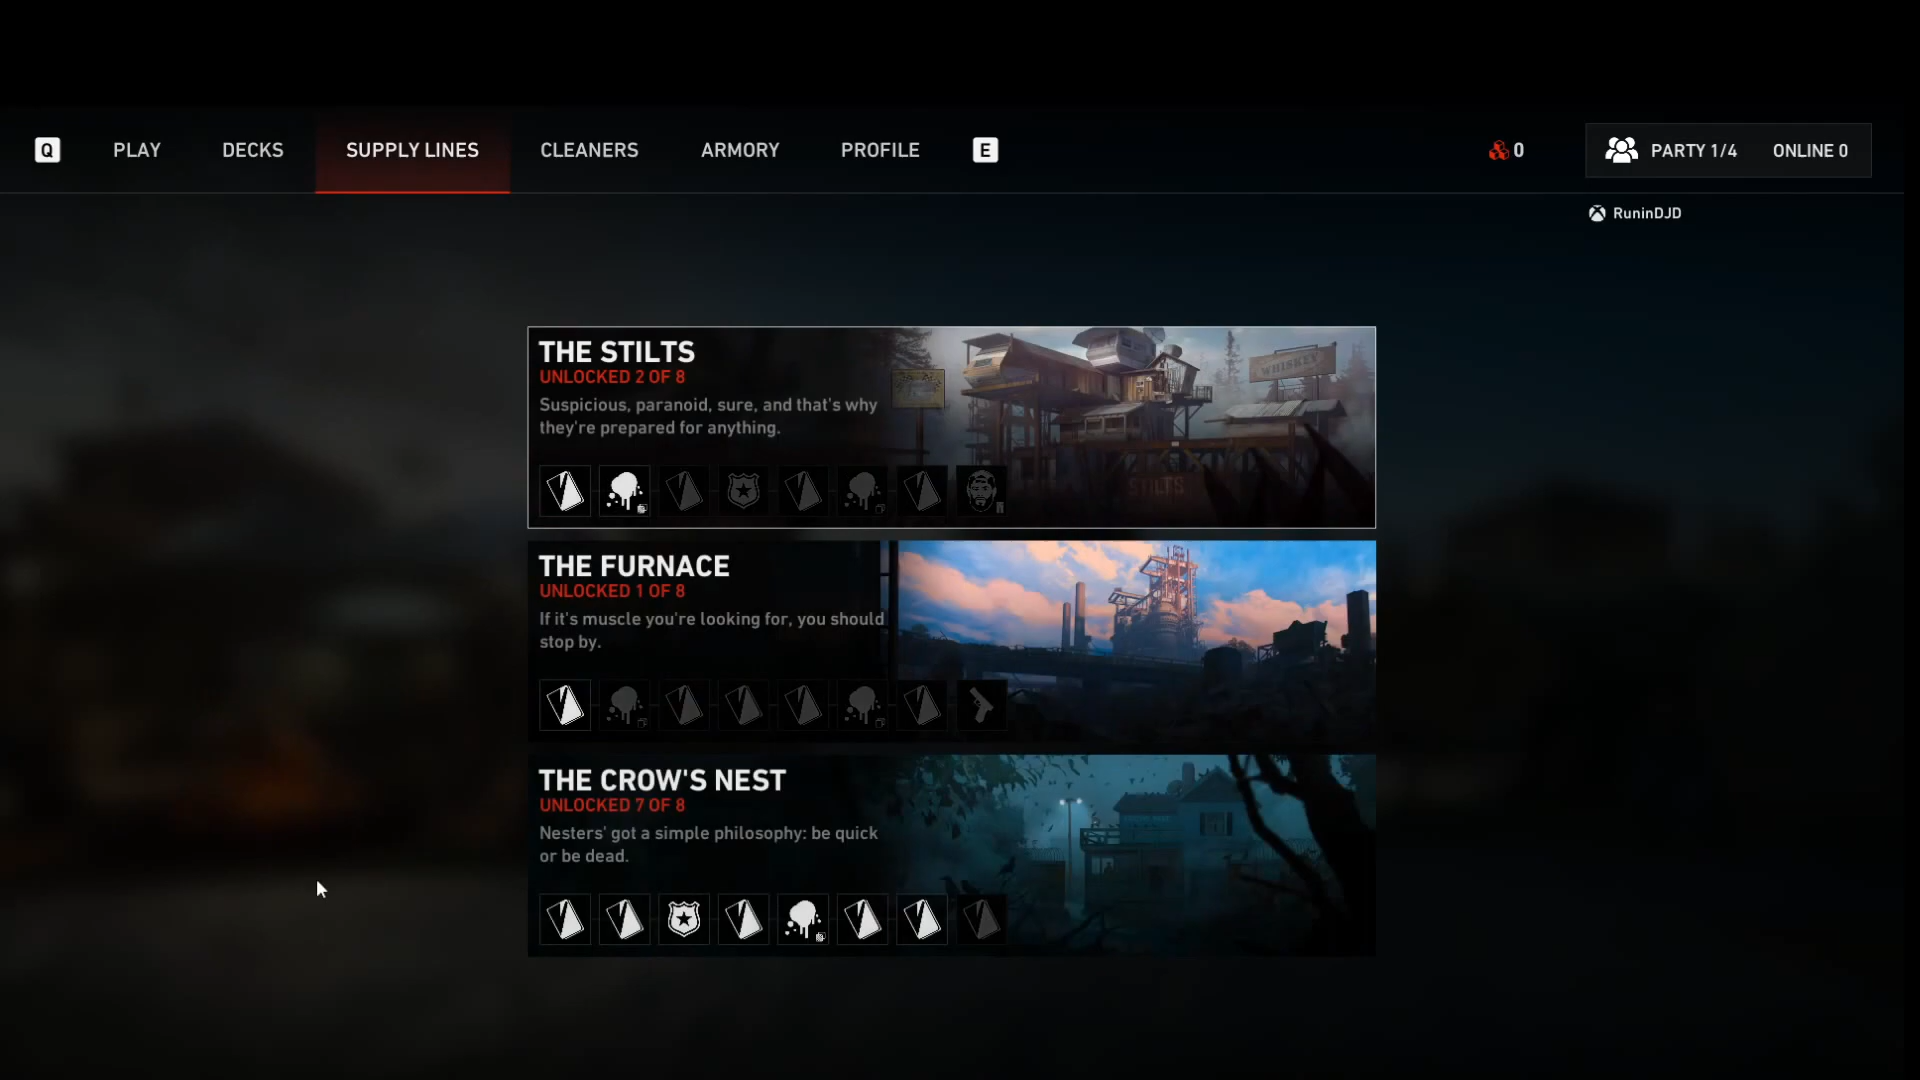 Q PLAY DECKS SUPPLY LINES CLEANERS ARMORY PROFILE E 0 PARTY 1/4 ONLINE 0
RuninDJD
THE STILTS
UNLOCKED 2 OF 8
Suspicious, paranoid, sure, and that's why
they're prepared for anything.
WHISKEY
STILTS
THE FURNACE
UNLOCKED 1 OF 8
If it's muscle you're looking for, you should
stop by.
THE CROW'S NEST
UNLOCKED 7 OF 8
Nesters' got a simple philosophy: be quick
or be dead.